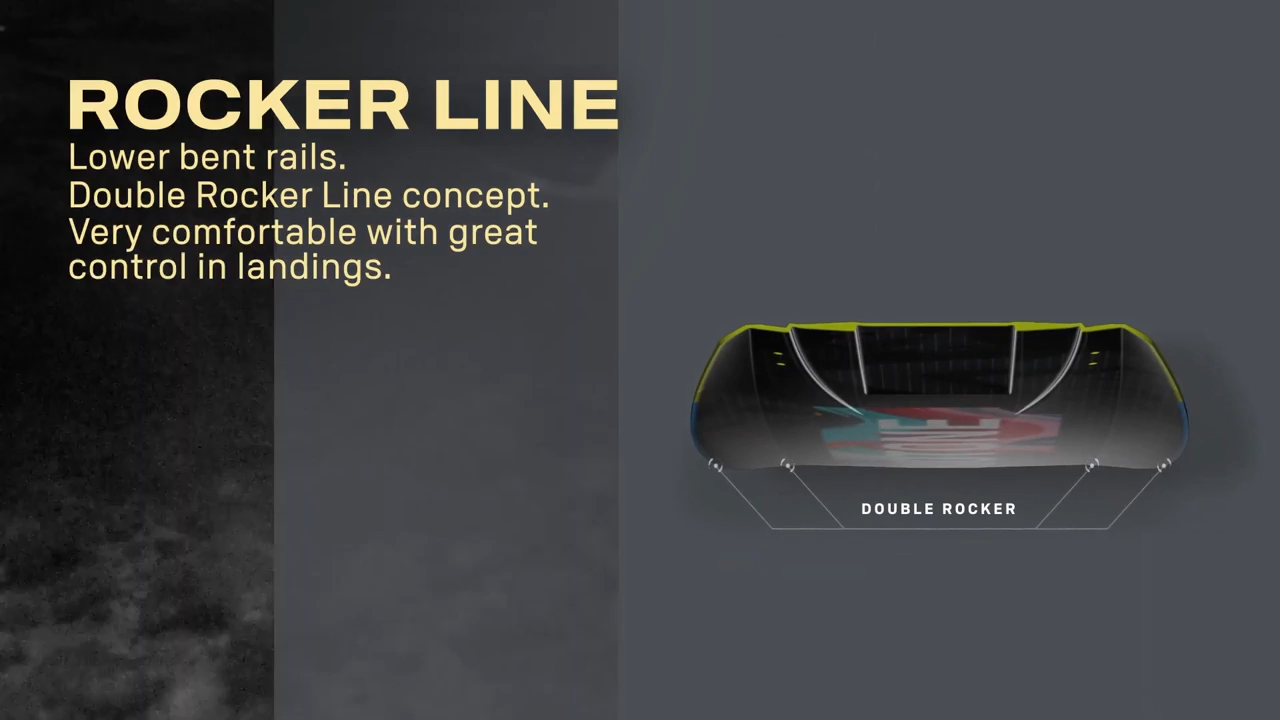 ROCKER LINE
Lower bent rails.
Double Rocker Line concept.
Very comfortable with great
control in landings.
DOUBLE ROCKER